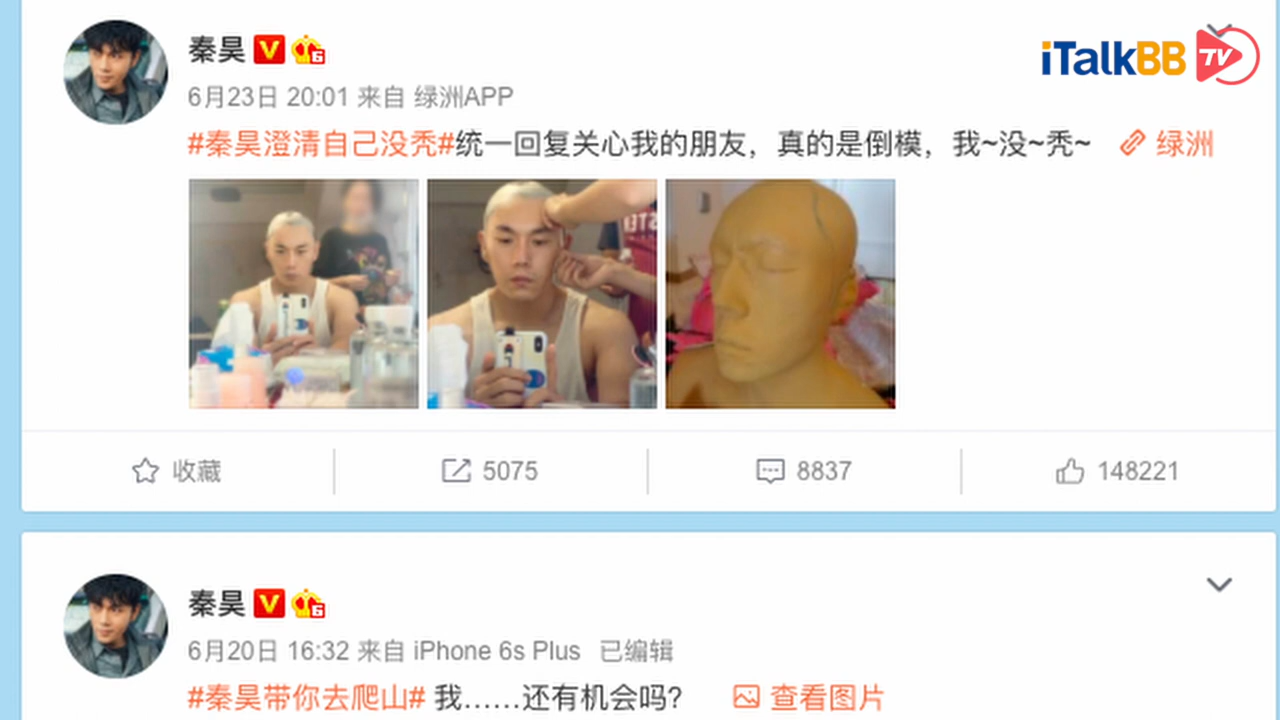 iTalkBB TV
秦昊 V 6
6月23日 20:01 来自 绿洲APP
#秦昊澄清自己没秃#统一回复关心我的朋友，真的是倒模，我~没~秃~ 绿洲
收藏 5075 8837 148221
秦昊 V 6
6月20日 16:32 来自 iPhone 6s Plus 已编辑
#秦昊带你去爬山# 我……还有机会吗? 查看图片